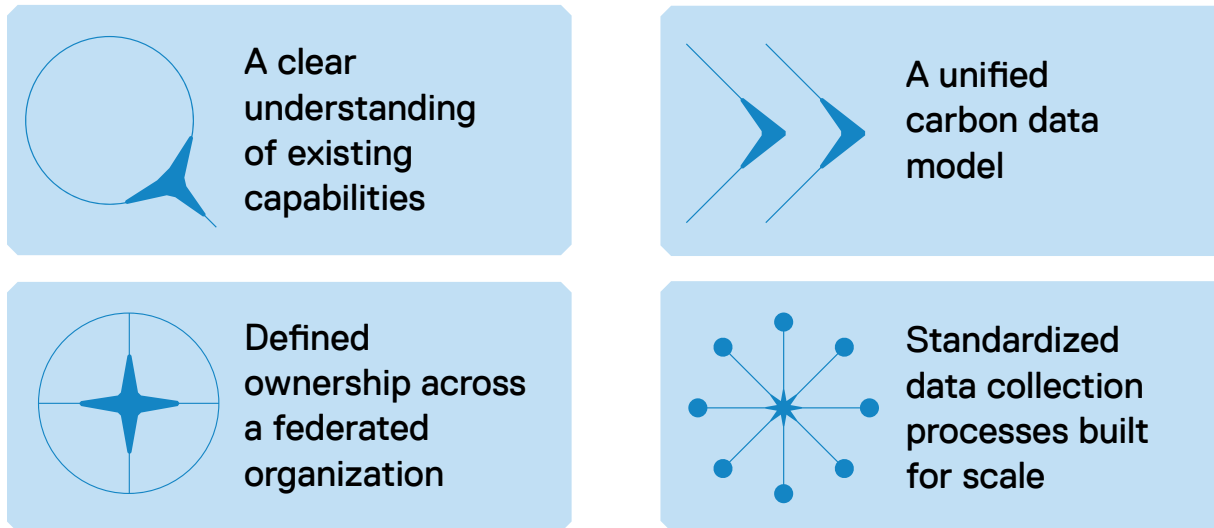 A clear
understanding
of existing
capabilities
A unified
carbon data
model
Defined
ownership across
a federated
organization
Standardized
data collection
processes built
for scale